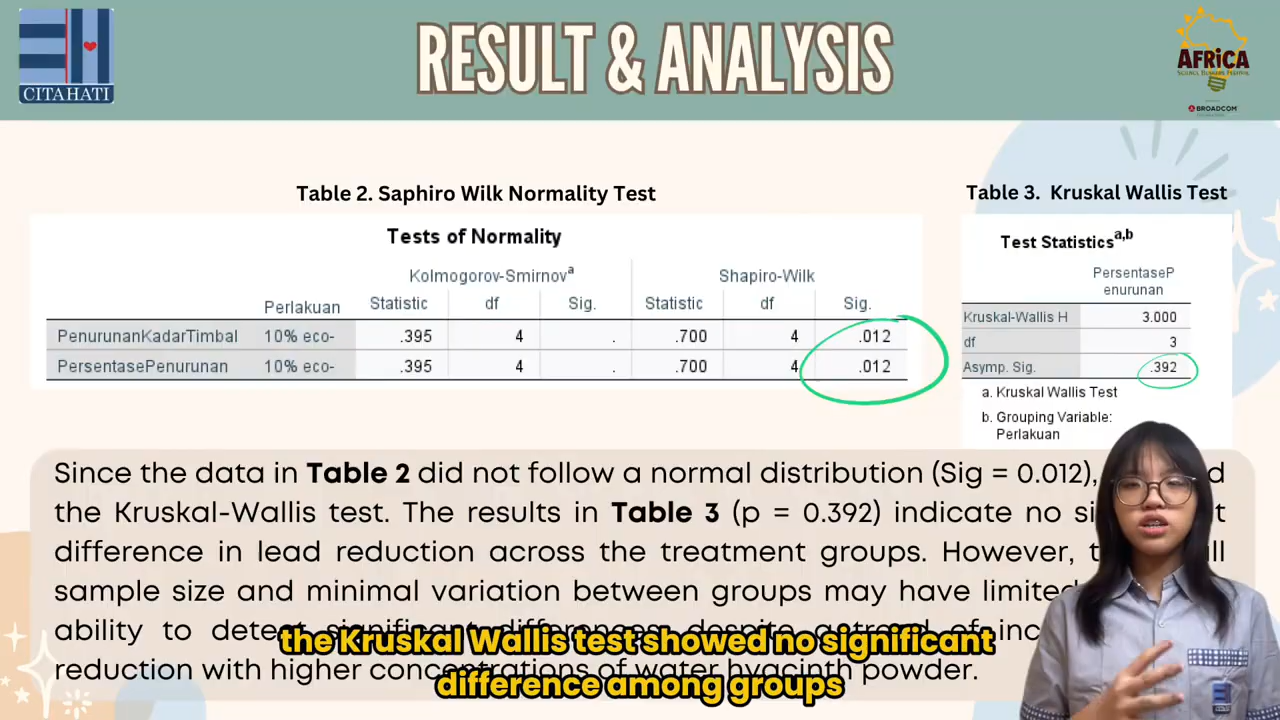 CITAHATI
RESULT & ANALYSIS
AFRICA
BROADCOM
Table 2. Saphiro Wilk Normality Test
Tests of Normality
Kolmogorov-Smirnov a Shapiro-Wilk
Perlakuan Statistic df Sig. Statistic df Sig.
PenurunanKadarTimbal 10% eco- .395 4 . .700 4 .012
PersentasePenurunan 10% eco- .395 4 . .700 4 .012
Table 3. Kruskal Wallis Test
Test Statistics a,b
PersentaseP
enurunan
Kruskal-Wallis H 3.000
df 3
Asymp. Sig. .392
a. Kruskal Wallis Test
b. Grouping Variable:
Perlakuan
Since the data in Table 2 did not follow a normal distribution (Sig = 0.012),
the Kruskal-Wallis test. The results in Table 3 (p = 0.392) indicate no
difference in lead reduction across the treatment groups. However,
sample size and minimal variation between groups may have limited
ability to detect significant differences despite a trend of
reduction with higher concentrations of water hyacinth powder.
the Kruskal Wallis test showed no significant
difference among groups